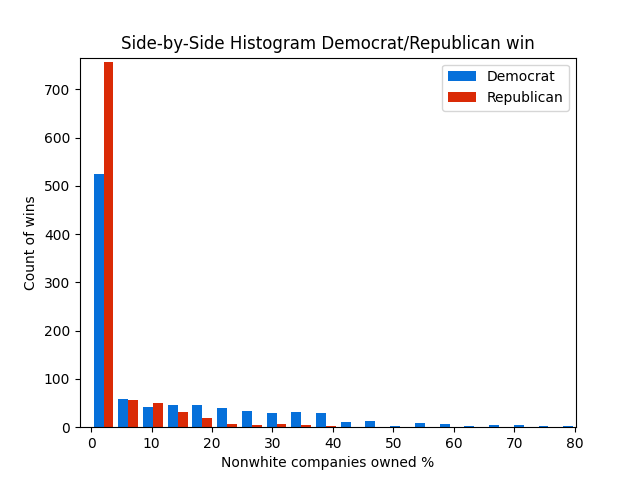 Side-by-Side Histogram Democrat/Republican win
Democrat
Republican
700
600
500
400
300
200
100
0
Count of wins
0 10 20 30 40 50 60 70 80
Nonwhite companies owned %